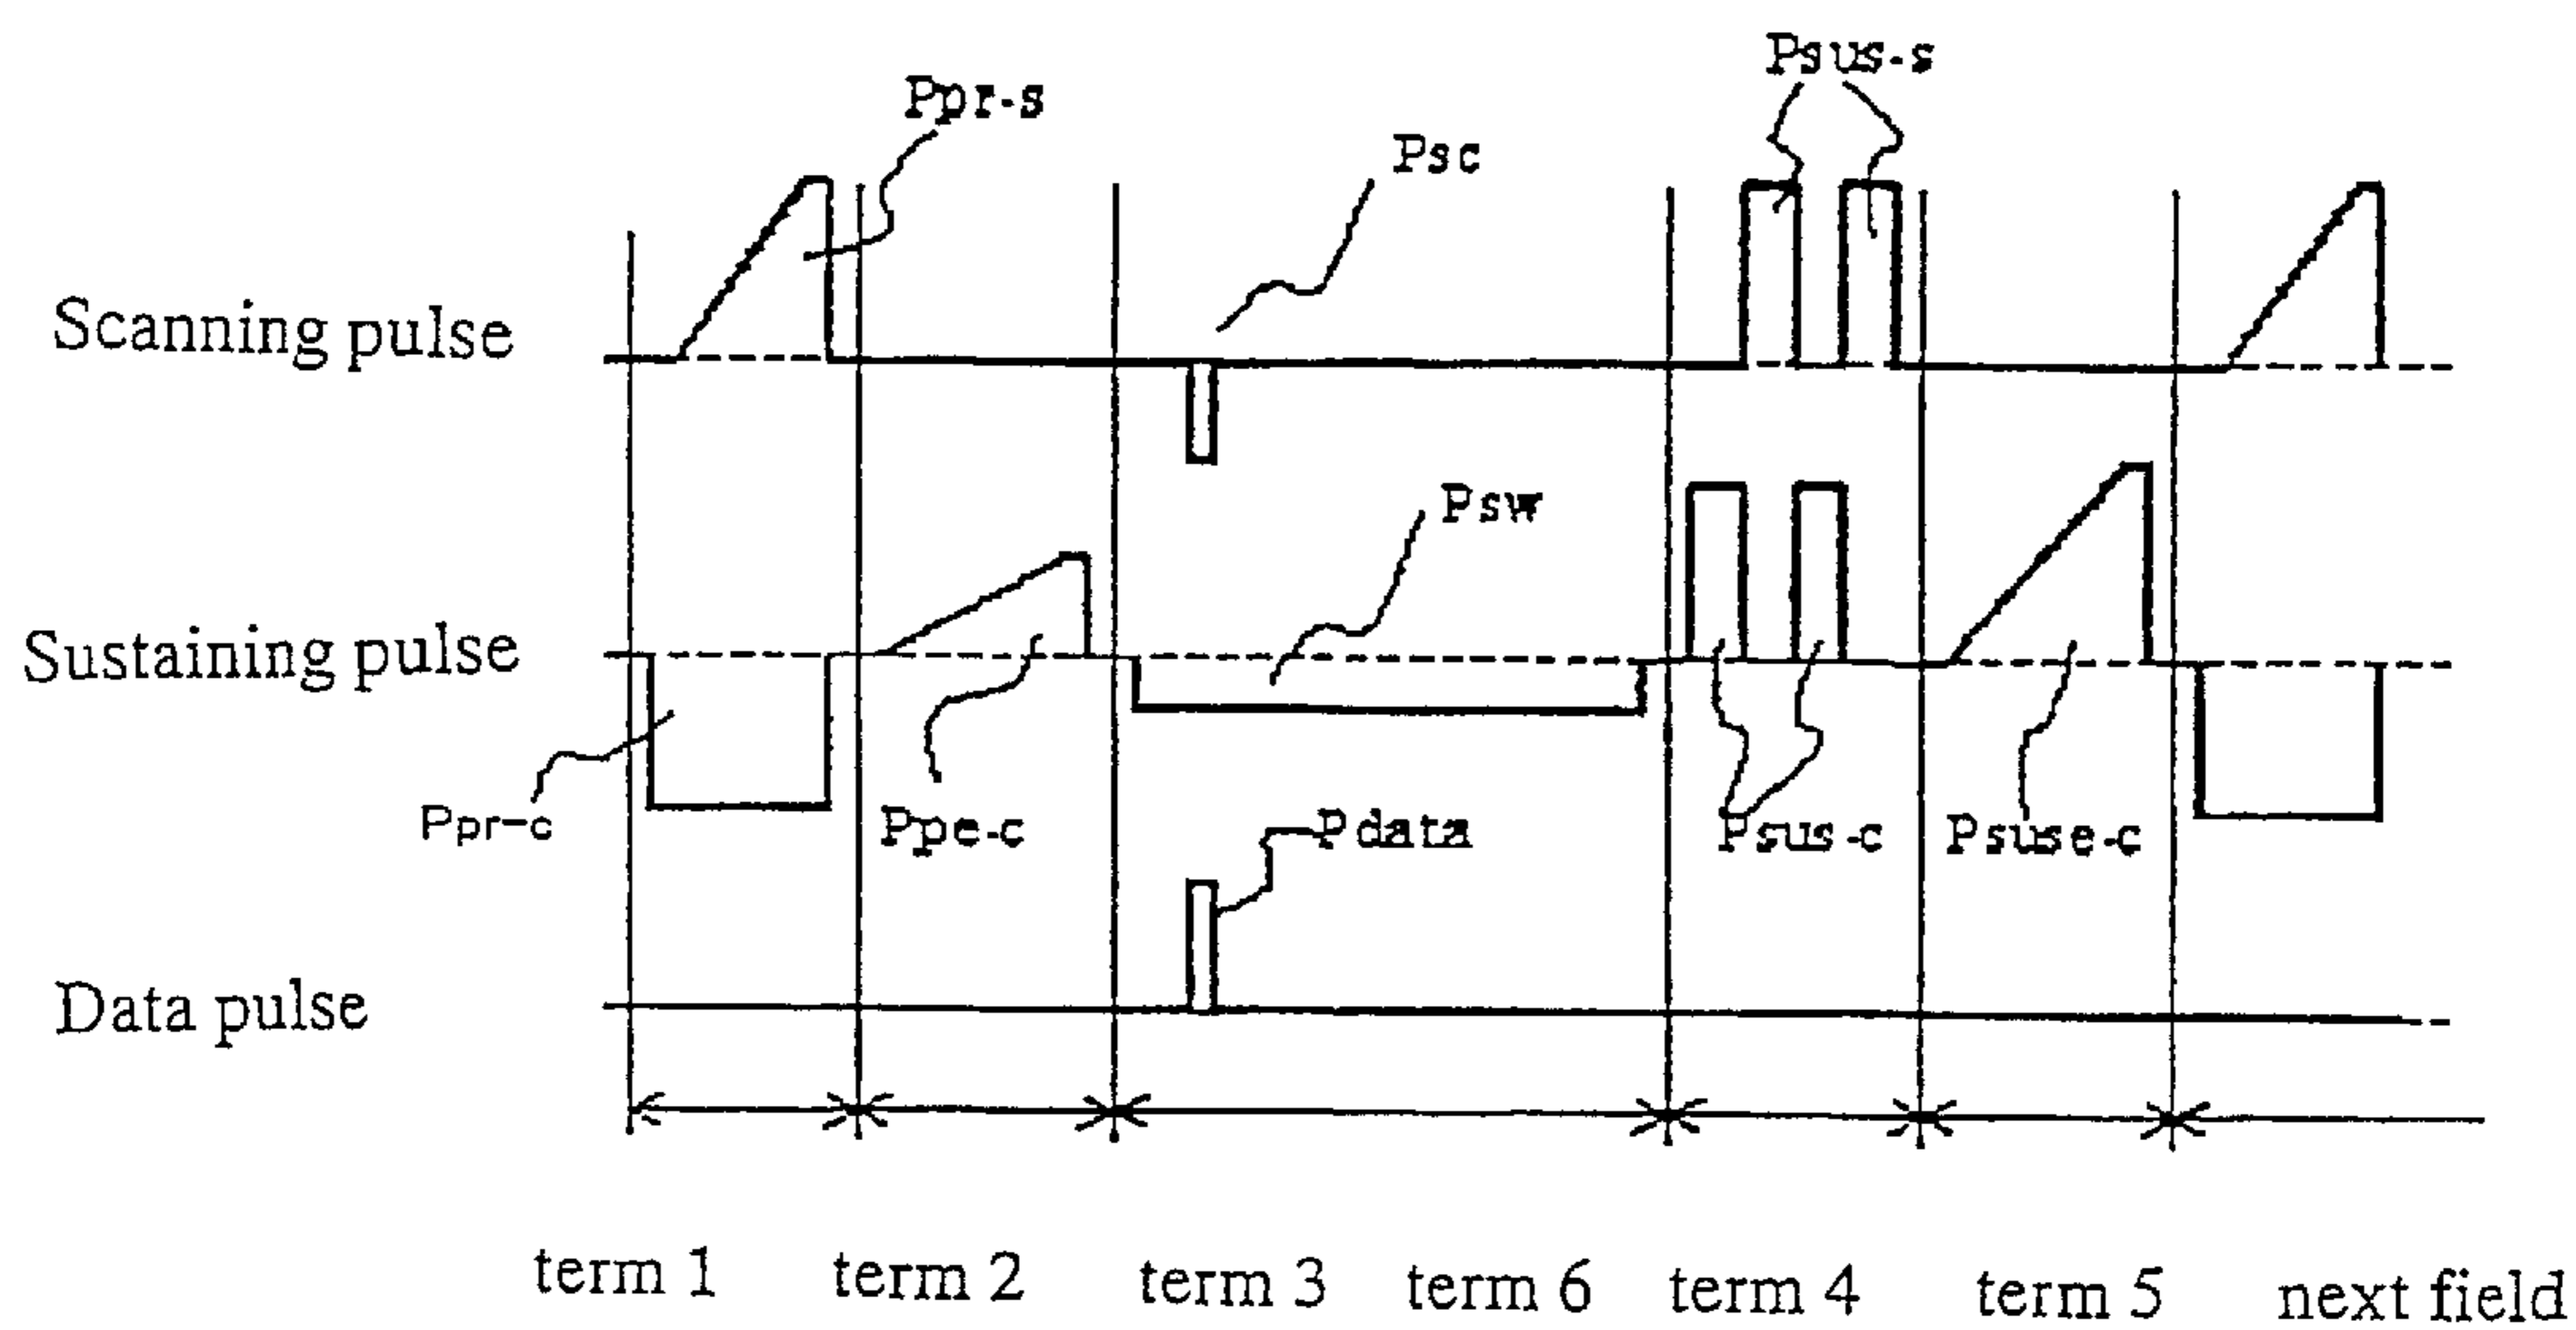 Psus-s
Ppr-s
Psc
Scanning pulse
Psw
Sustaining pulse
Ppr-c
Ppe-c
Pdata
Psus-c
Psuse-c
Data pulse
term 1 term 2 term 3 term 6 term 4 term 5 next field